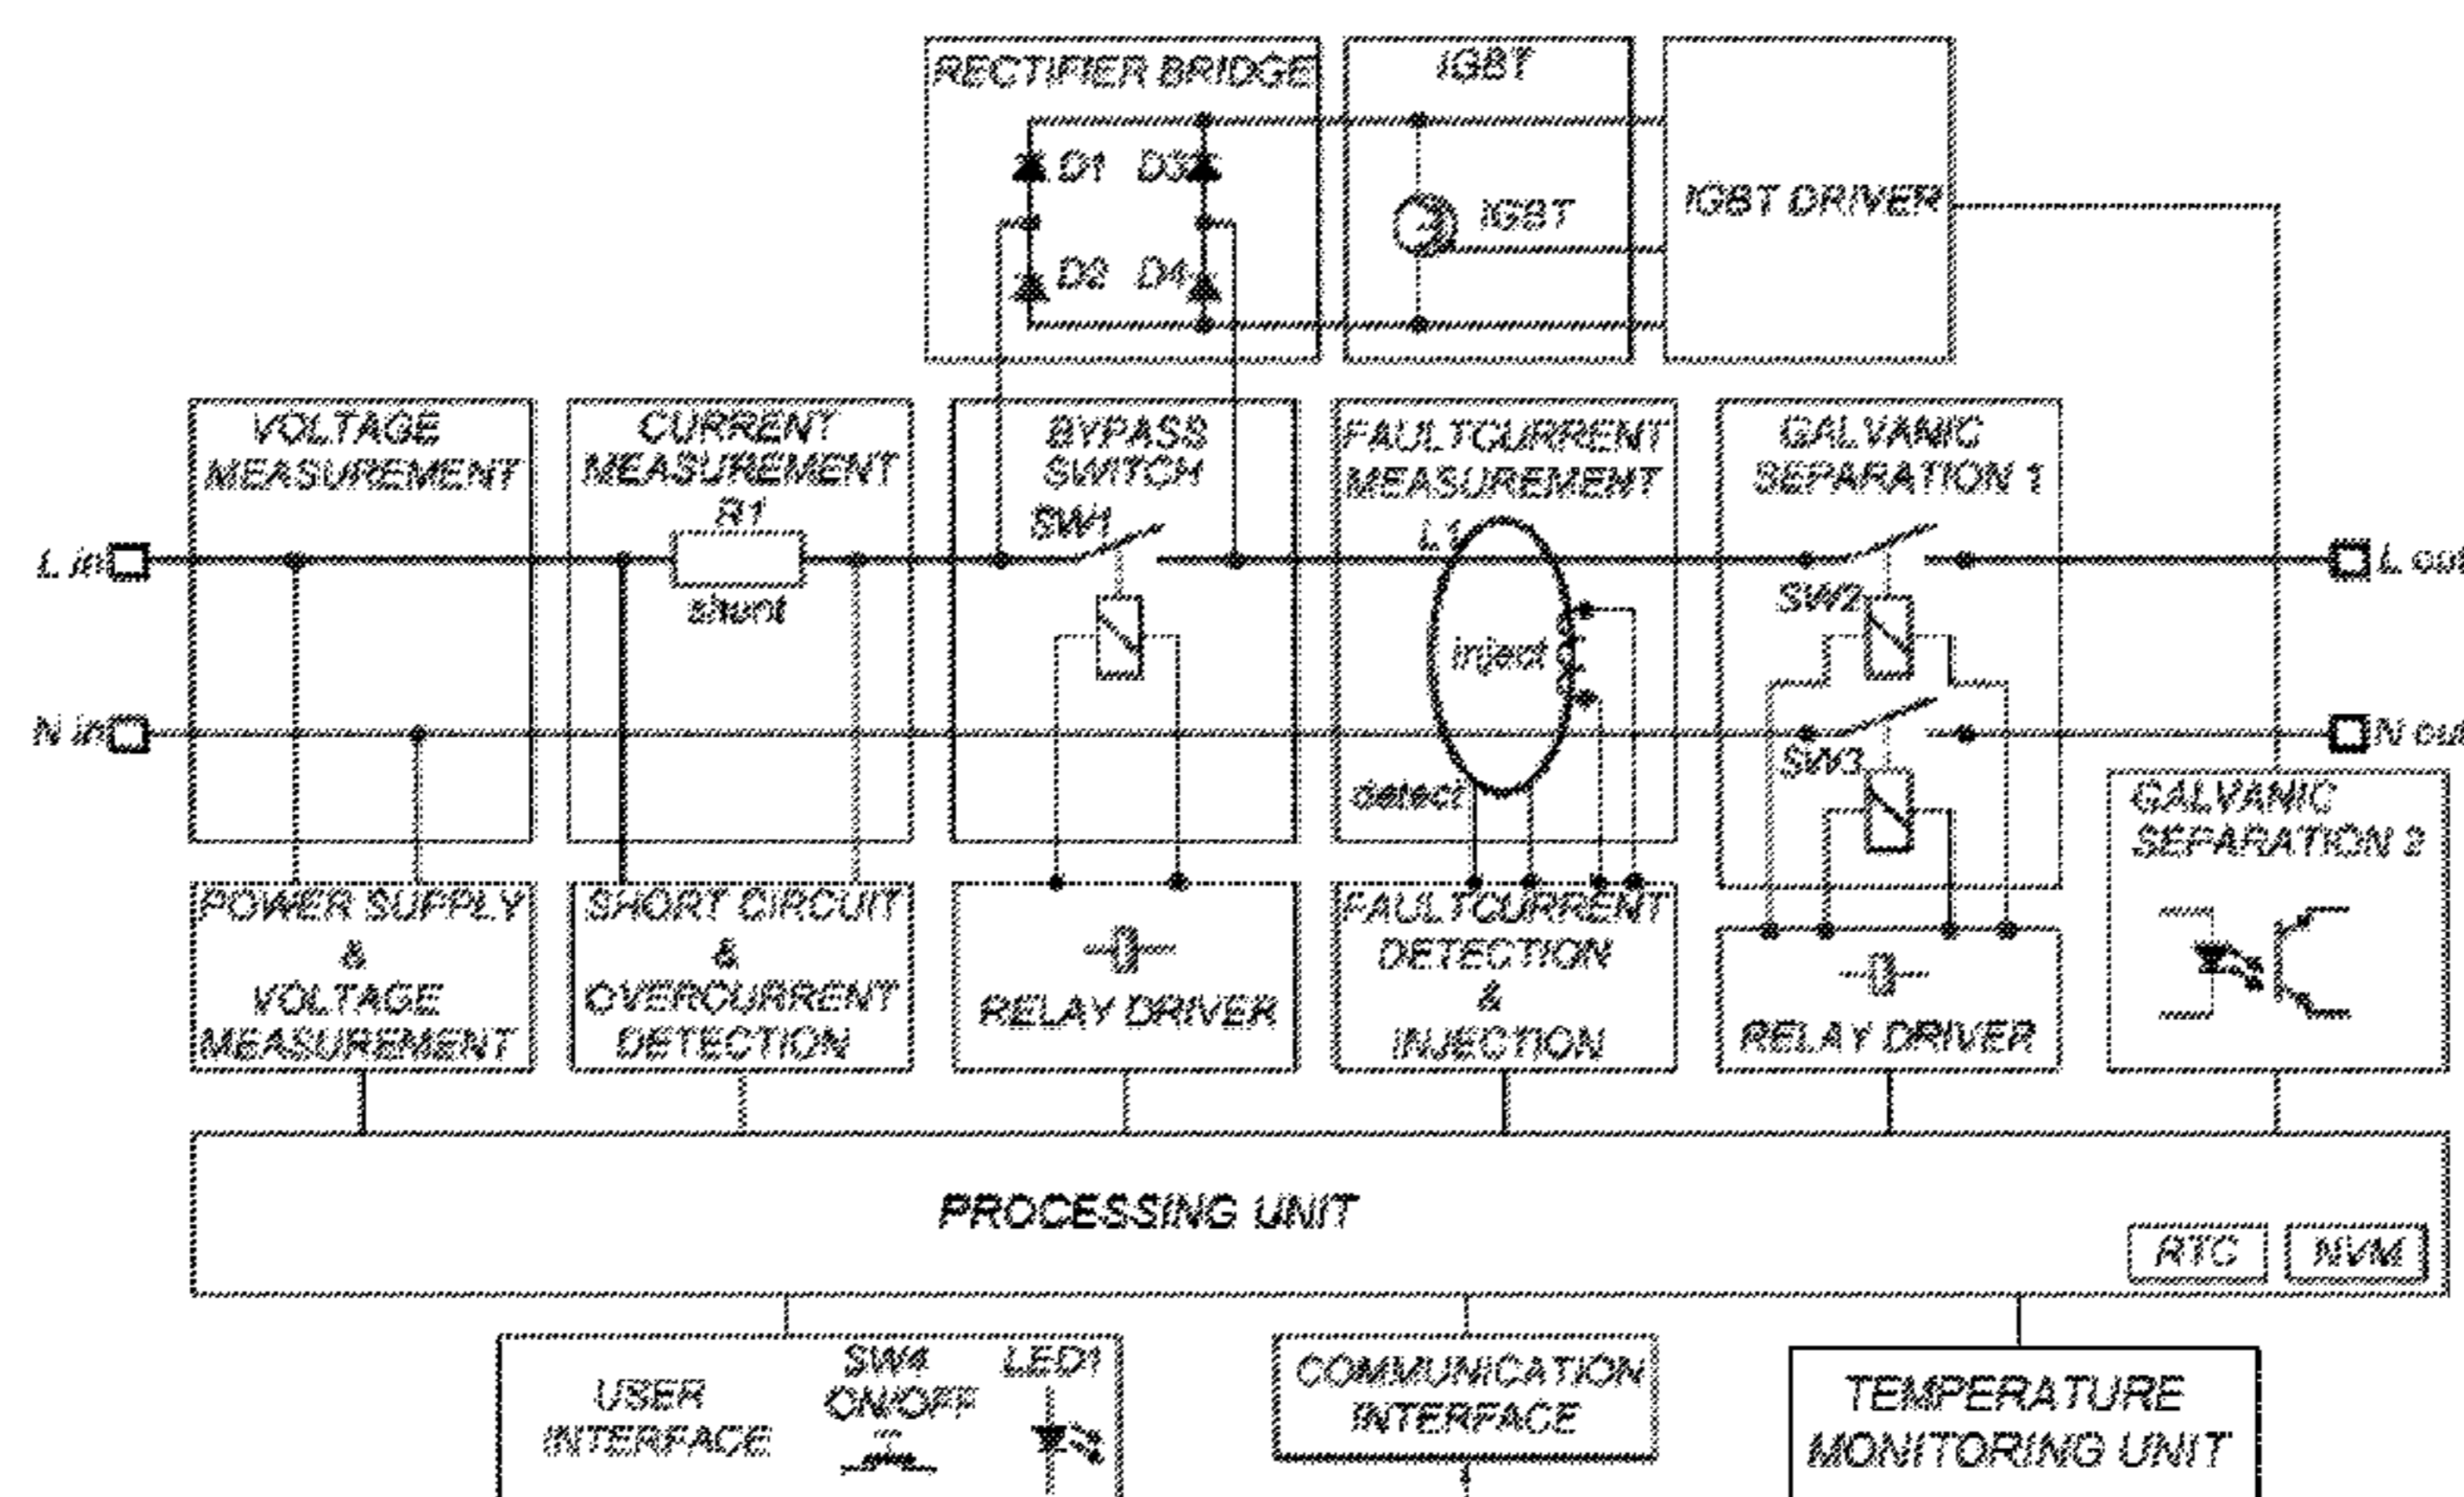 RECTIFIER BRIDGE
IGBT
D1 D3
IGBT
IGBT DRIVER
D2 D4
VOLTAGE
MEASUREMENT
CURRENT
MEASUREMENT
R1
shunt
BYPASS
SWITCH
SW1
FAULTCURRENT
MEASUREMENT
L1
inject
detect
GALVANIC
SEPARATION 1
SW2
SW3
L in
N in
L out
N out
GALVANIC
SEPARATION 2
POWER SUPPLY
&
VOLTAGE
MEASUREMENT
SHORT CIRCUIT
&
OVERCURRENT
DETECTION
RELAY DRIVER
FAULTCURRENT
DETECTION
&
INJECTION
RELAY DRIVER
PROCESSING UNIT
RTC
NVM
USER
INTERFACE
SW4
ON/OFF
LED1
COMMUNICATION
INTERFACE
TEMPERATURE
MONITORING UNIT